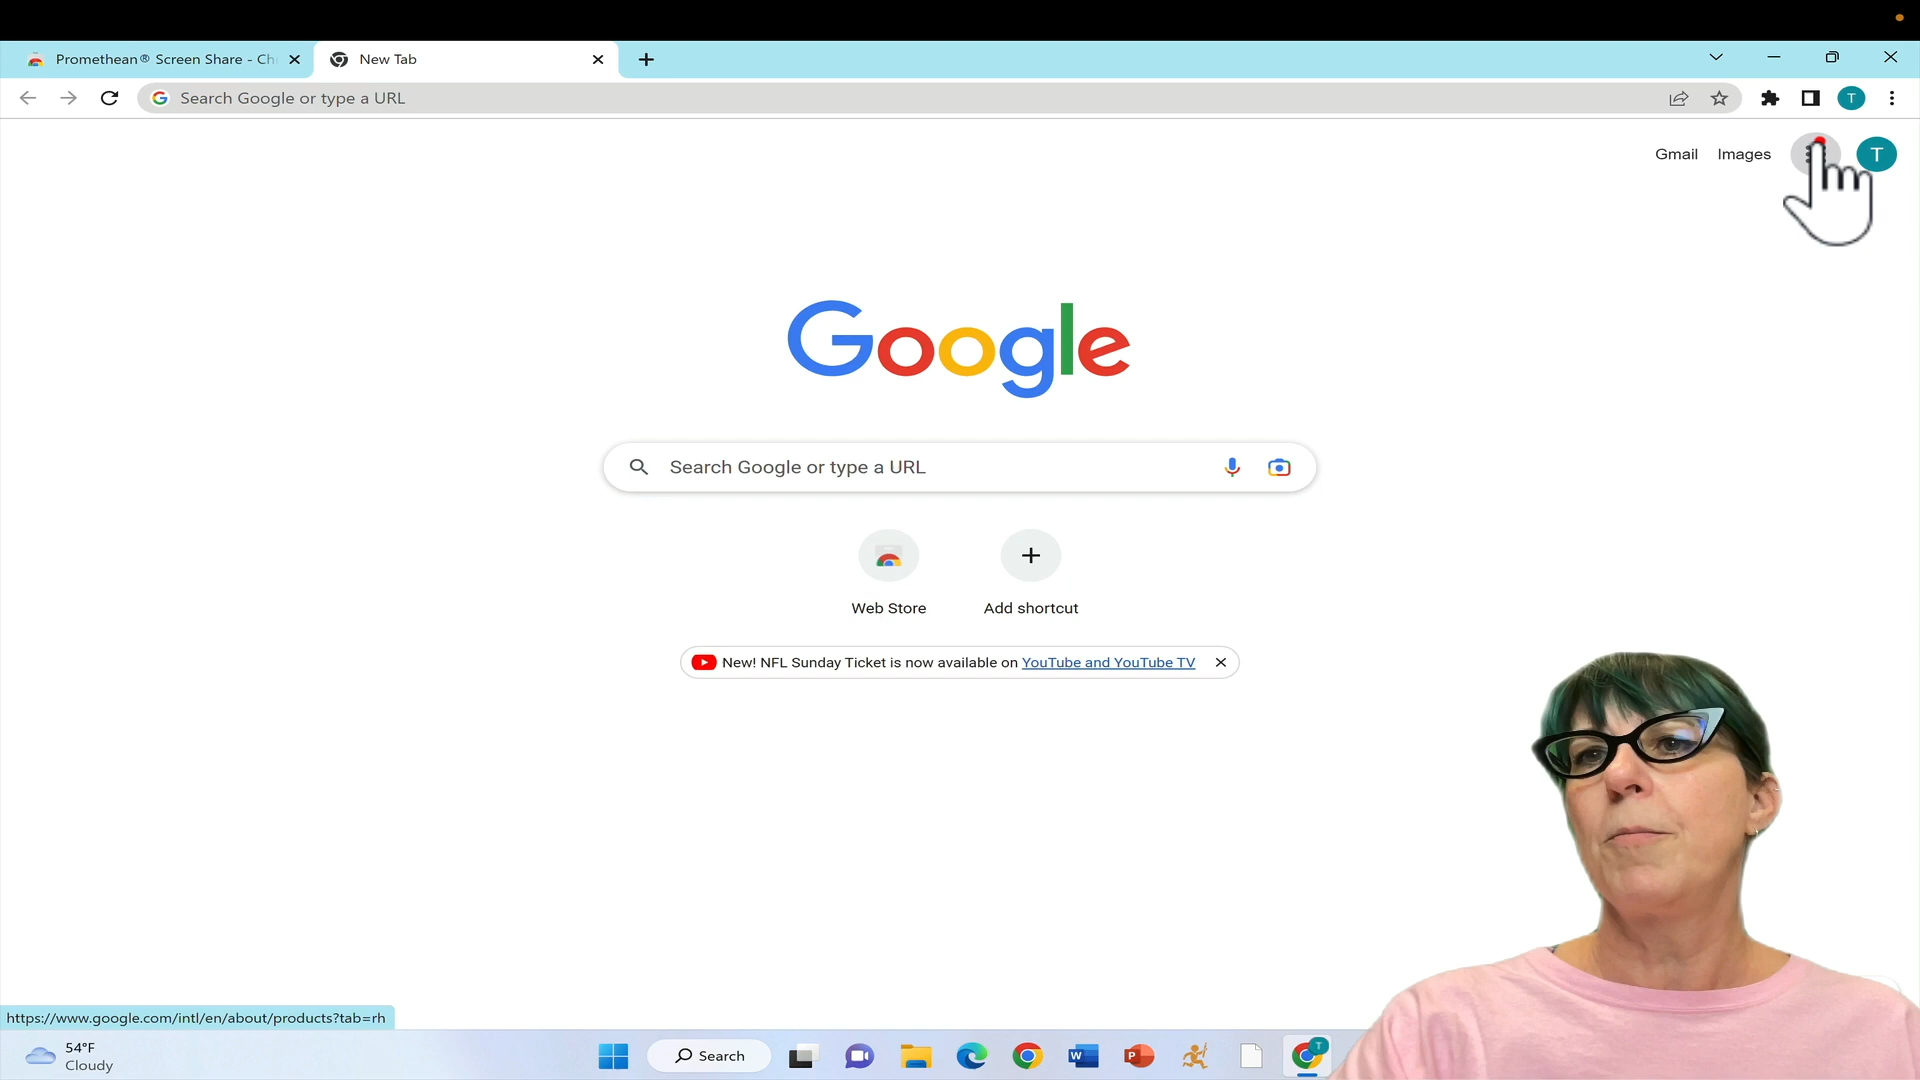 Promethean® Screen Share - Ch
New Tab
Search Google or type a URL
T
Gmail
Images
T
Google
Search Google or type a URL
Web Store
Add shortcut
New! NFL Sunday Ticket is now available on YouTube and YouTube TV
https://www.google.com/intl/en/about/products?tab=rh
54°F
Cloudy
Search
W
P
T